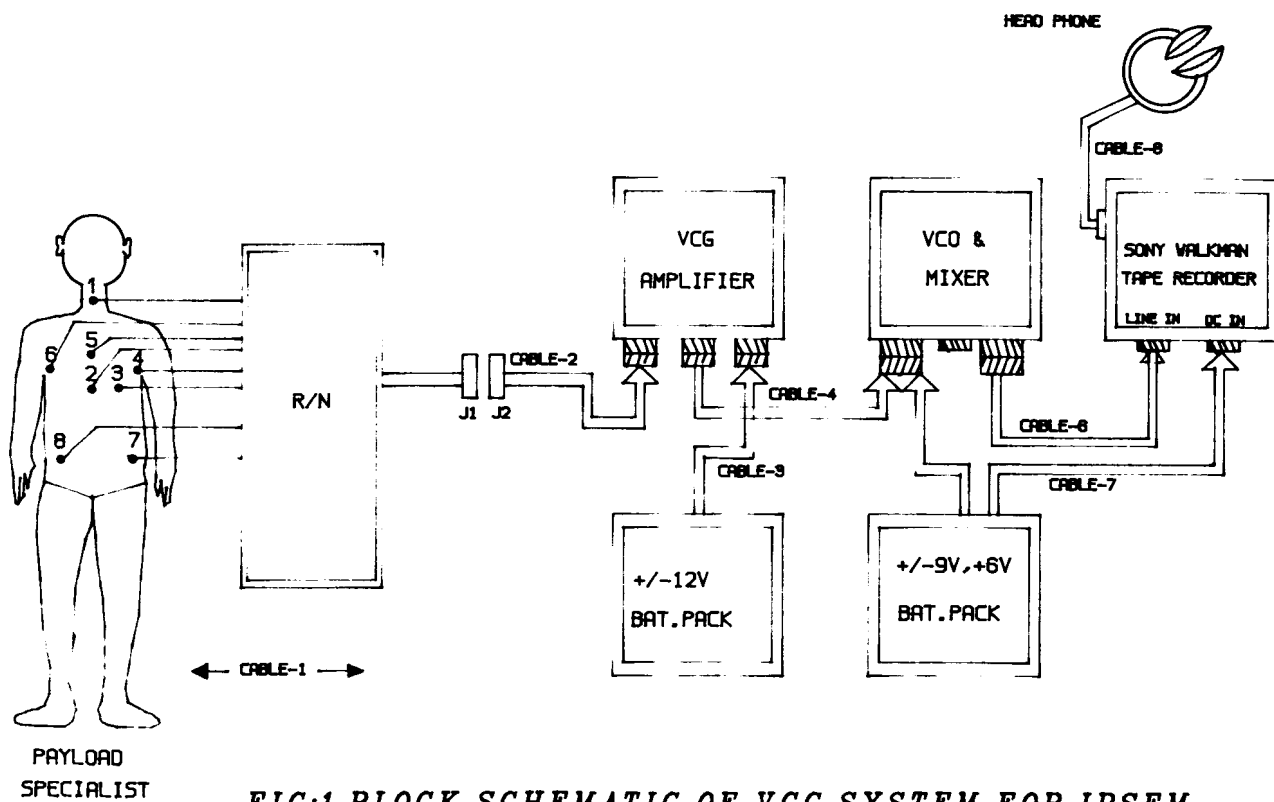 HEAD PHONE
CABLE-8
VCG
AMPLIFIER
VCO &
MIXER
SONY WALKMAN
TAPE RECORDER
LINE IN DC IN
1
6
5
2
3
4
8
7
R/N
J1 J2
CABLE-2
CABLE-4
CABLE-3
CABLE-6
CABLE-7
+/-12V
BAT.PACK
+/-9V,+6V
BAT.PACK
CABLE-1
PAYLOAD
SPECIALIST
FIG:1 BLOCK SCHEMATIC OF VCG SYSTEM FOR IPSEM